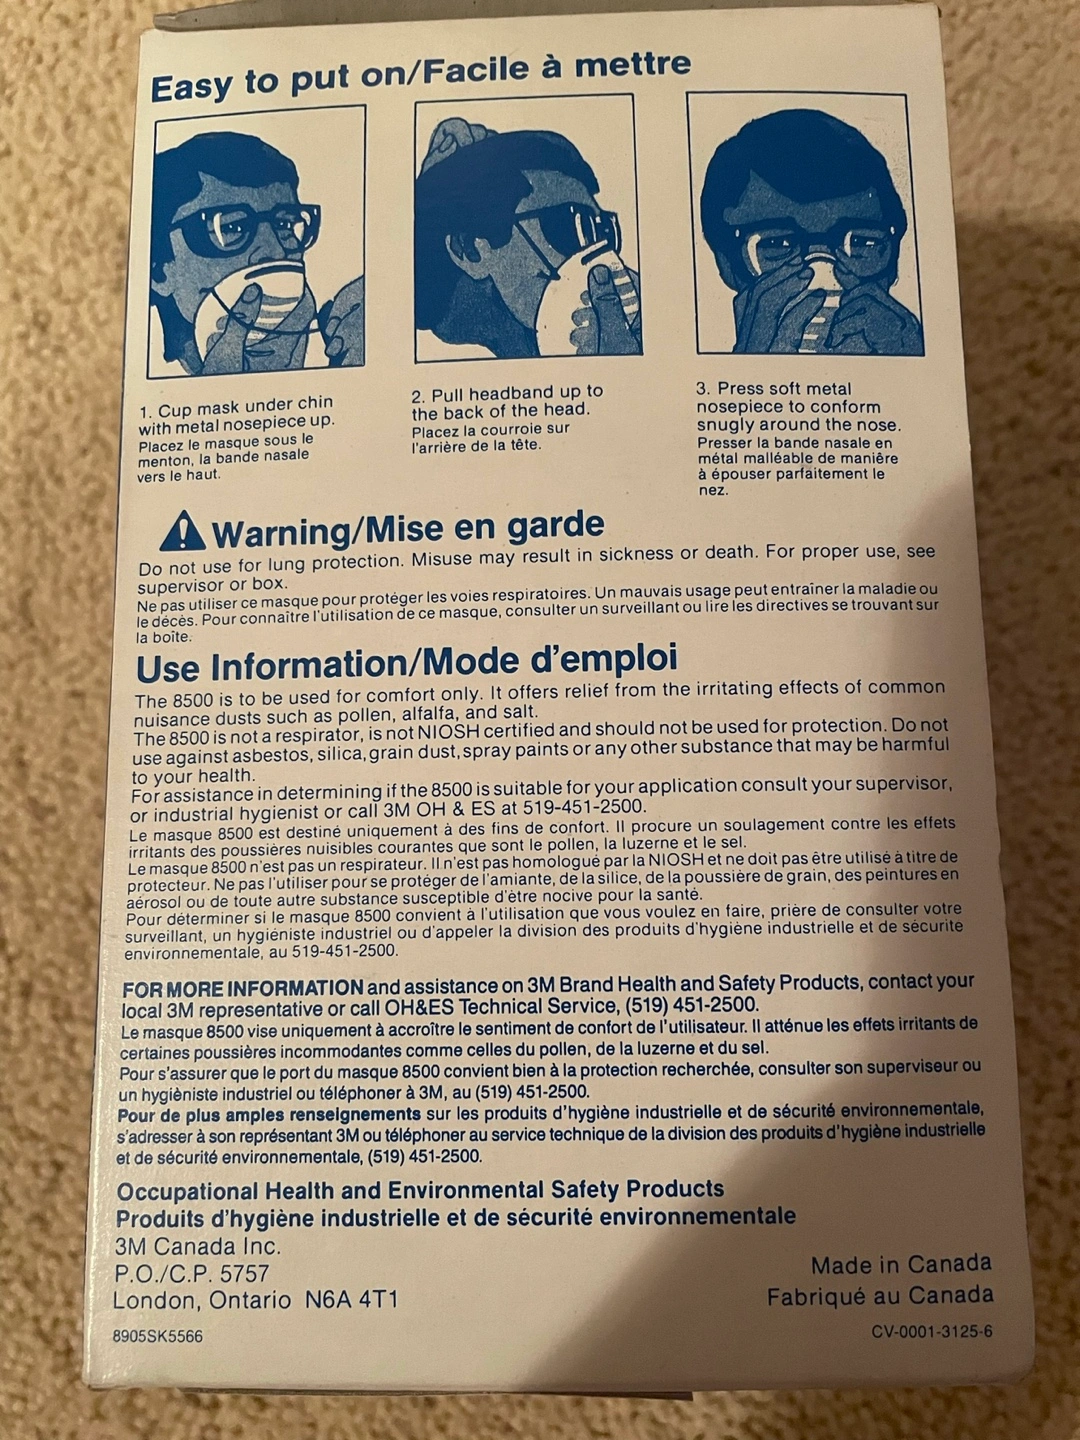 Easy to put on/Facile à mettre
1. Cup mask under chin
with metal nosepiece up.
Placez le masque sous le
menton, la bande nasale
vers le haut.
2. Pull headband up to
the back of the head.
Placez la courroie sur
l'arrière de la tête.
3. Press soft metal
nosepiece to conform
snugly around the nose.
Presser la bande nasale en
métal malléable de manière
à épouser parfaitement le
nez.
Warning/Mise en garde
Do not use for lung protection. Misuse may result in sickness or death. For proper use, see
supervisor or box.
Ne pas utiliser ce masque pour protéger les voies respiratoires. Un mauvais usage peut entraîner la maladie ou
le décès. Pour connaître l'utilisation de ce masque, consulter un surveillant ou lire les directives se trouvant sur
la boîte.
Use Information/Mode d'emploi
The 8500 is to be used for comfort only. It offers relief from the irritating effects of common
nuisance dusts such as pollen, alfalfa, and salt.
The 8500 is not a respirator, is not NIOSH certified and should not be used for protection. Do not
use against asbestos, silica, grain dust, spray paints or any other substance that may be harmful
to your health.
For assistance in determining if the 8500 is suitable for your application consult your supervisor,
or industrial hygienist or call 3M OH & ES at 519-451-2500.
Le masque 8500 est destiné uniquement à des fins de confort. Il procure un soulagement contre les effets
irritants des poussières nuisibles courantes que sont le pollen, la luzerne et le sel.
Le masque 8500 n'est pas un respirateur. Il n'est pas homologué par la NIOSH et ne doit pas être utilisé à titre de
protecteur. Ne pas l'utiliser pour se protéger de l'amiante, de la silice, de la poussière de grain, des peintures en
aérosol ou de toute autre substance susceptible d'être nocive pour la santé.
Pour déterminer si le masque 8500 convient à l'utilisation que vous voulez en faire, prière de consulter votre
surveillant, un hygiéniste industriel ou d'appeler la division des produits d'hygiène industrielle et de sécurité
environnementale, au 519-451-2500.
FOR MORE INFORMATION and assistance on 3M Brand Health and Safety Products, contact your
local 3M representative or call OH&ES Technical Service, (519) 451-2500.
Le masque 8500 vise uniquement à accroître le sentiment de confort de l'utilisateur. Il atténue les effets irritants de
certaines poussières incommodantes comme celles du pollen, de la luzerne et du sel.
Pour s'assurer que le port du masque 8500 convient bien à la protection recherchée, consulter son superviseur ou
un hygièniste industriel ou téléphoner à 3M, au (519) 451-2500.
Pour de plus amples renseignements sur les produits d'hygiène industrielle et de sécurité environnementale,
s'adresser à son représentant 3M ou téléphoner au service technique de la division des produits d'hygiène industrielle
et de sécurité environnementale, (519) 451-2500.
Occupational Health and Environmental Safety Products
Produits d'hygiène industrielle et de sécurité environnementale
3M Canada Inc.
P.O./C.P. 5757
London, Ontario N6A 4T1
8905SK5566
Made in Canada
Fabriqué au Canada
CV-0001-3125-6